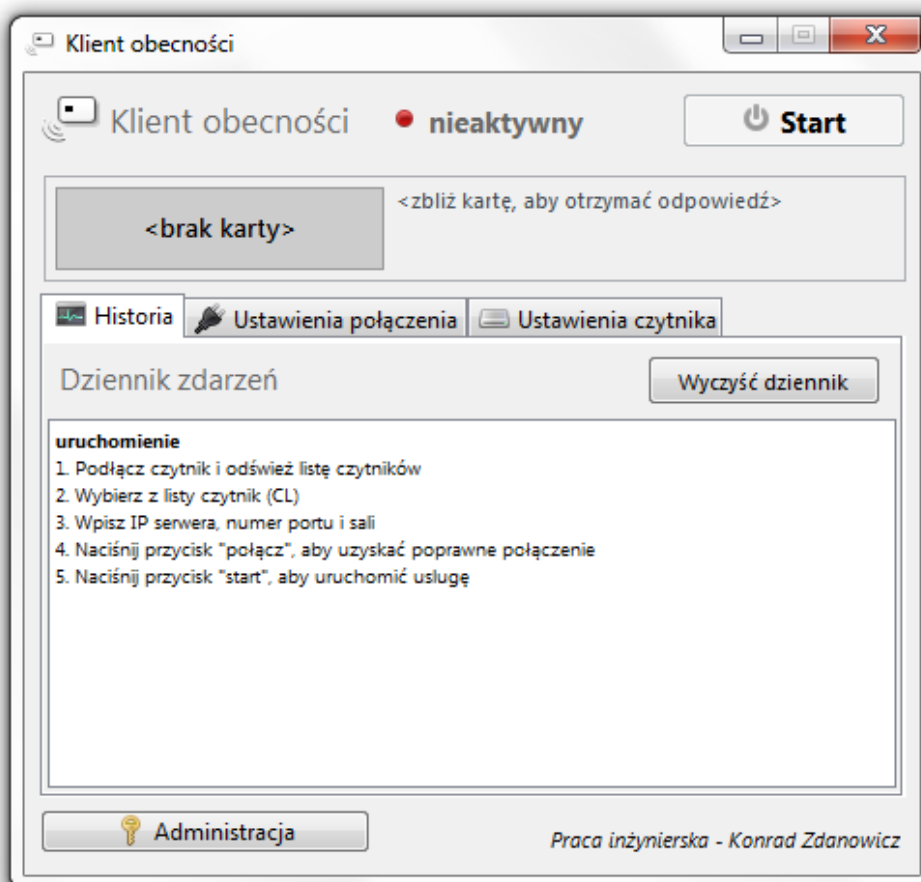 Klient obecności
Klient obecności nieaktywny Start
<brak karty> <zbliż kartę, aby otrzymać odpowiedź>
Historia Ustawienia połączenia Ustawienia czytnika
Dziennik zdarzeń Wyczyść dziennik
uruchomienie
1. Podłącz czytnik i odśwież listę czytników
2. Wybierz z listy czytnik (CL)
3. Wpisz IP serwera, numer portu i sali
4. Naciśnij przycisk "połącz", aby uzyskać poprawne połączenie
5. Naciśnij przycisk "start", aby uruchomić uslugę
Administracja
Praca inżynierska - Konrad Zdanowicz